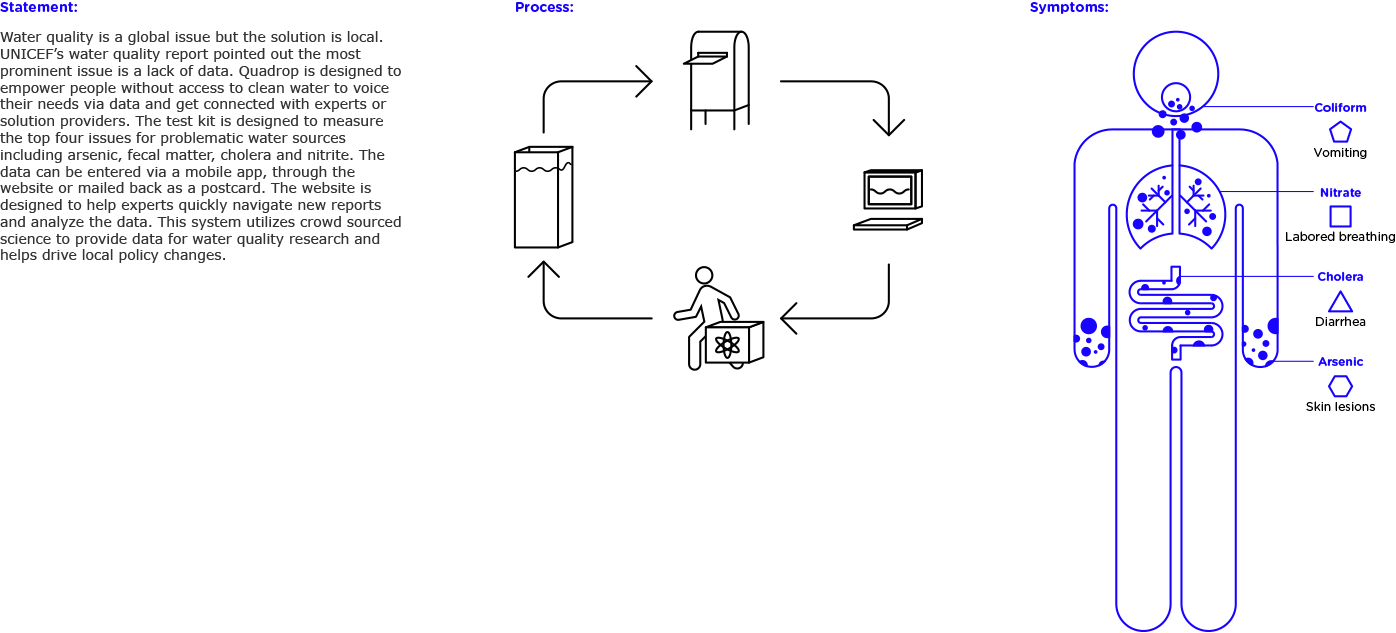 Statement:
Water quality is a global issue but the solution is local.
UNICEF’s water quality report pointed out the most
prominent issue is a lack of data. Quadrop is designed to
empower people without access to clean water to voice
their needs via data and get connected with experts or
solution providers. The test kit is designed to measure
the top four issues for problematic water sources
including arsenic, fecal matter, cholera and nitrite. The
data can be entered via a mobile app, through the
website or mailed back as a postcard. The website is
designed to help experts quickly navigate new reports
and analyze the data. This system utilizes crowd sourced
science to provide data for water quality research and
helps drive local policy changes.
Process:
Symptoms:
Coliform
Vomiting
Nitrate
Labored breathing
Cholera
Diarrhea
Arsenic
Skin lesions